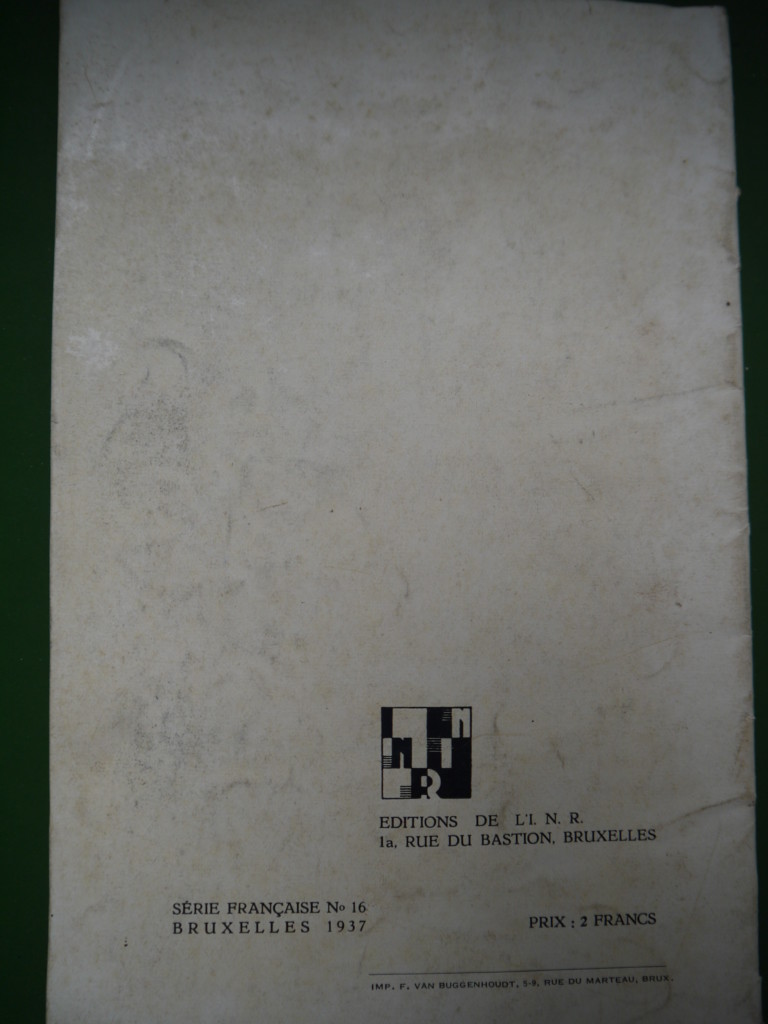 I N
N I
R
EDITIONS DE L'I. N. R.
1a, RUE DU BASTION, BRUXELLES
SÉRIE FRANÇAISE No 16
BRUXELLES 1937
PRIX : 2 FRANCS
IMP. F. VAN BUGGENHOUDT, 5-9, RUE DU MARTEAU, BRUX.